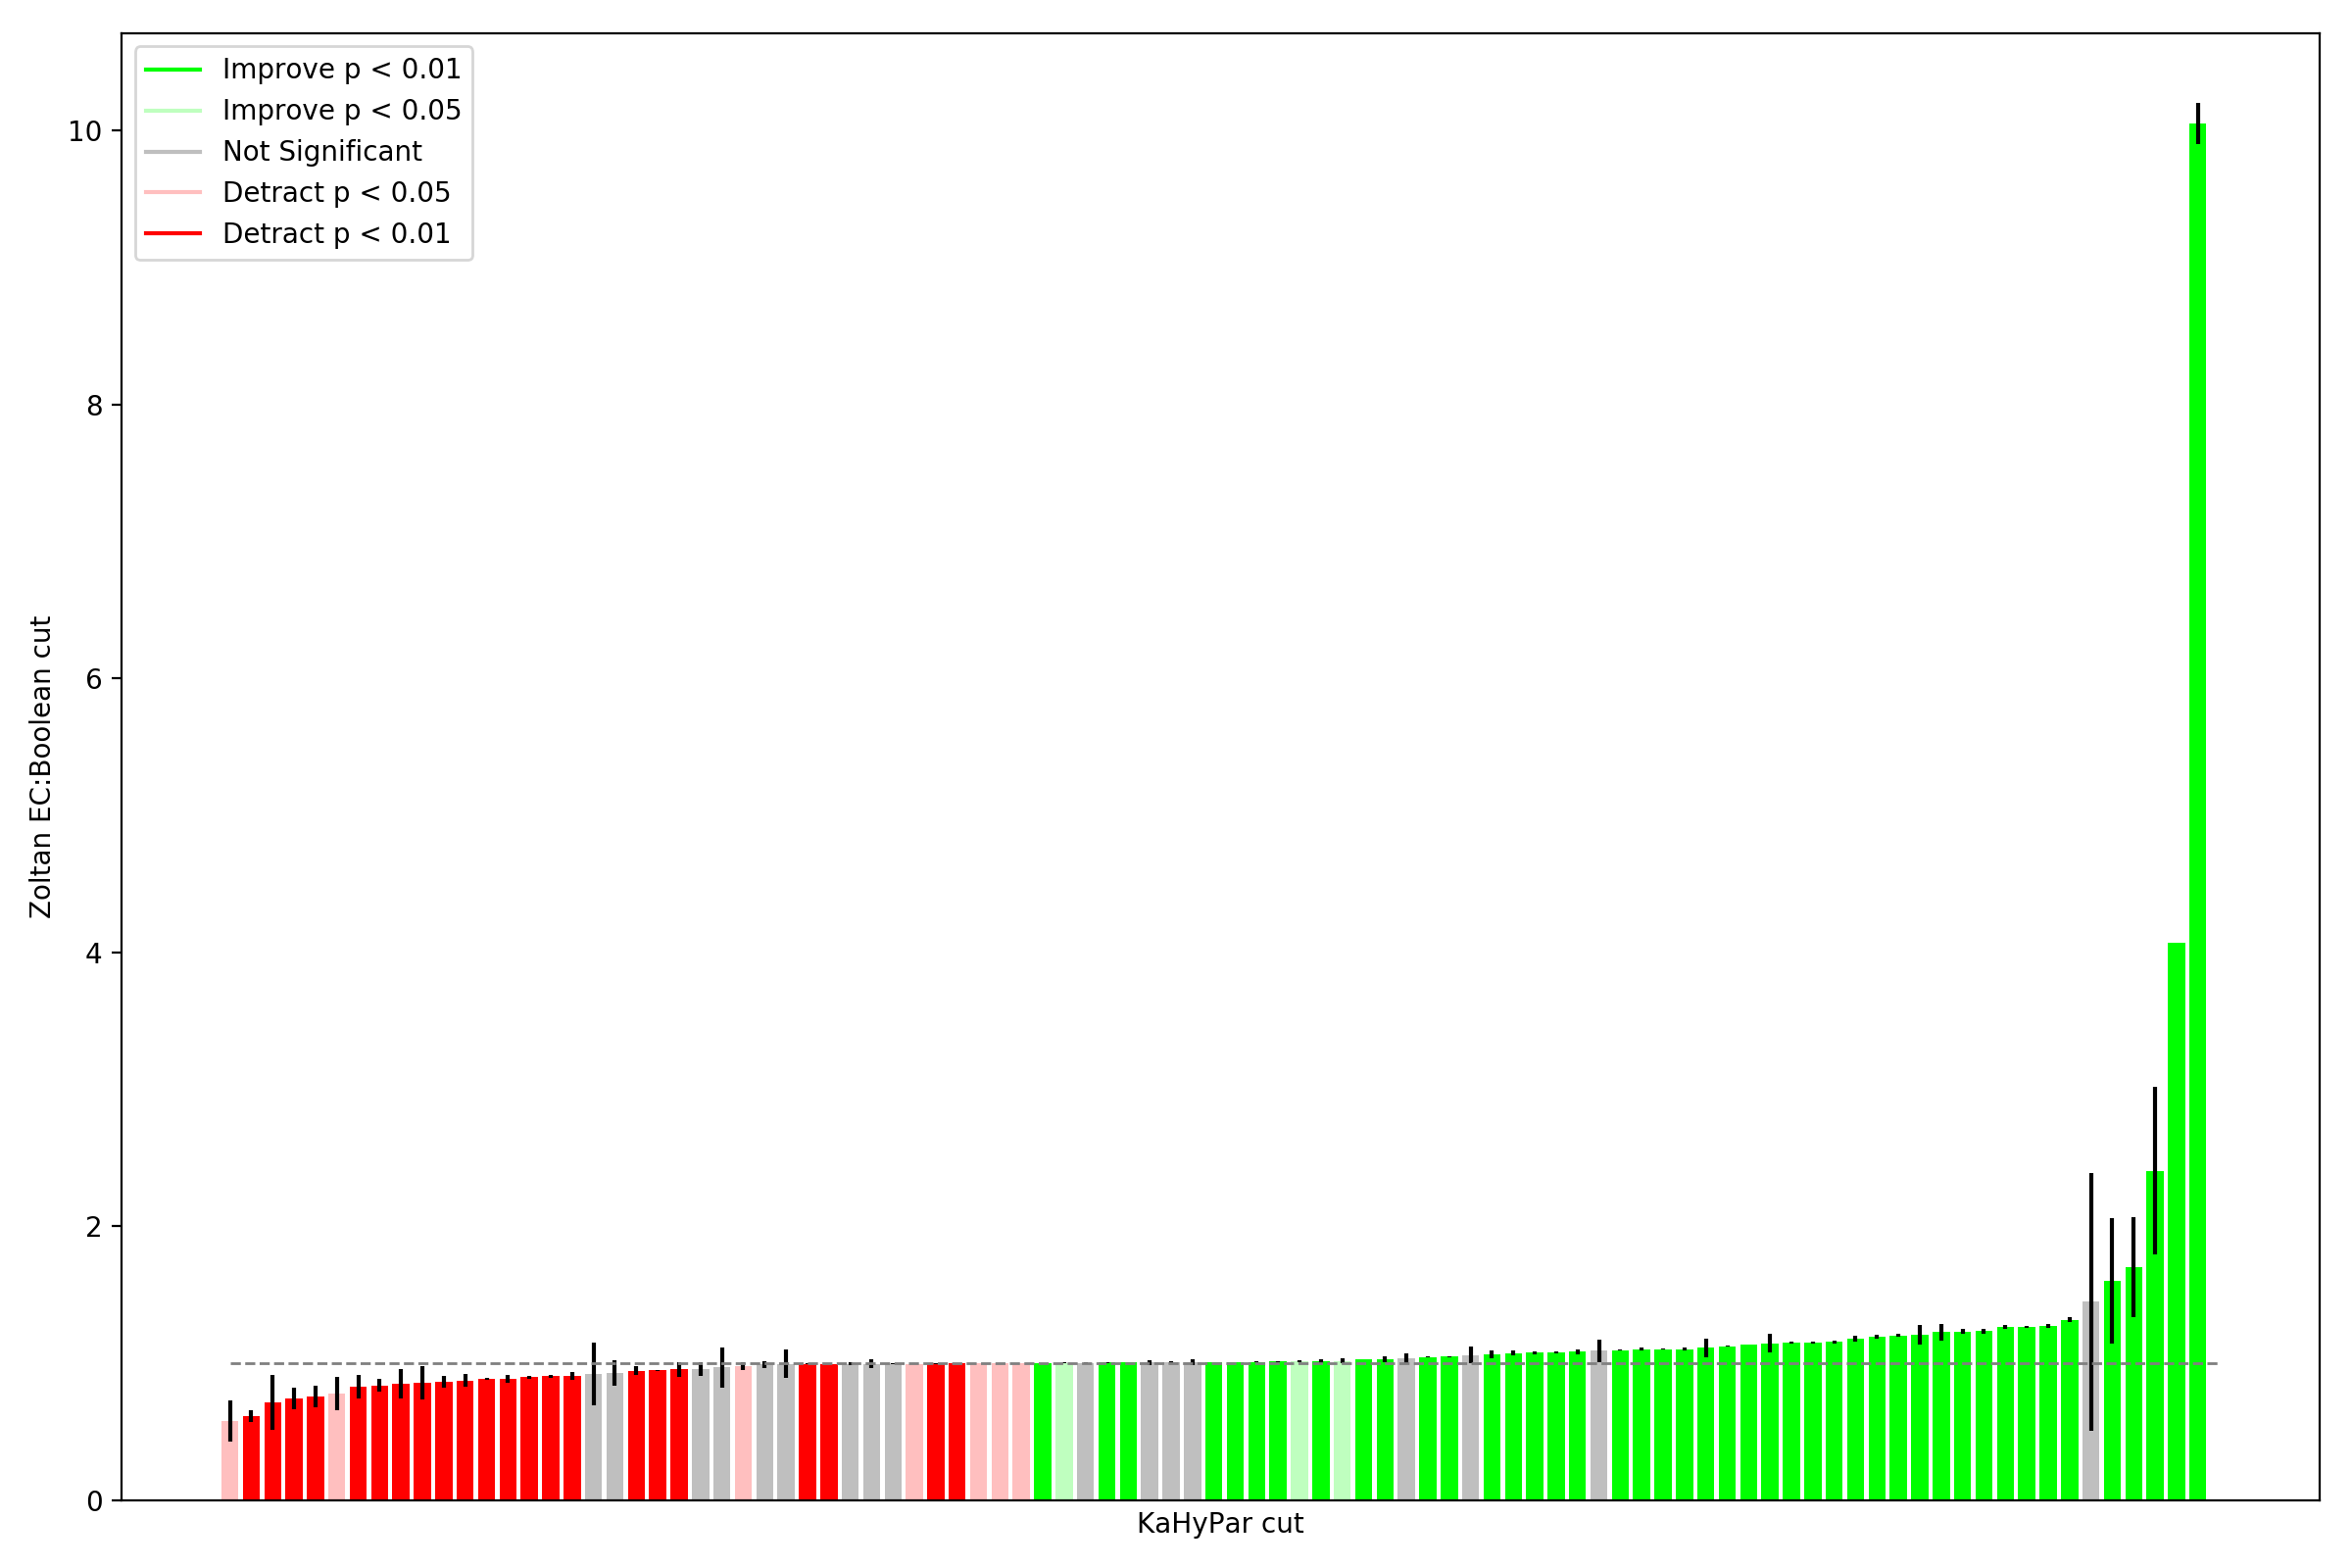 Improve p < 0.01
Improve p < 0.05
Not Significant
Detract p < 0.05
Detract p < 0.01
10
8
6
4
2
0
Zoltan EC:Boolean cut
KaHyPar cut